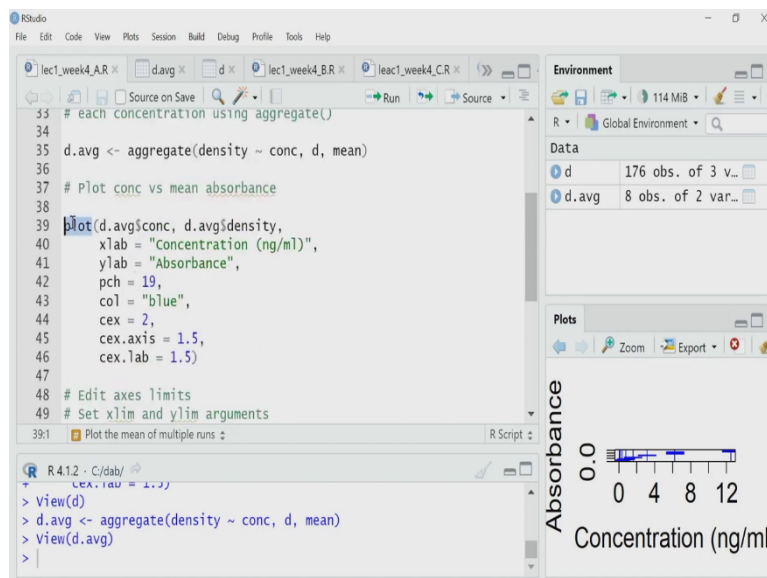 RStudio
File Edit Code View Plots Session Build Debug Profile Tools Help
lec1_week4_A.R d.avg d lec1_week4_B.R leac1_week4_C.R
Source on Save Run Source
33 # each concentration using aggregate()
34
35 d.avg <- aggregate(density ~ conc, d, mean)
36
37 # Plot conc vs mean absorbance
38
39 plot(d.avg$conc, d.avg$density,
40 xlab = "Concentration (ng/ml)",
41 ylab = "Absorbance",
42 pch = 19,
43 col = "blue",
44 cex = 2,
45 cex.axis = 1.5,
46 cex.lab = 1.5)
47
48 # Edit axes limits
49 # Set xlim and ylim arguments
39:1 # Plot the mean of multiple runs R Script
R 4.1.2 · C:/dab/
+ cex.lab = 1.5)
> View(d)
> d.avg <- aggregate(density ~ conc, d, mean)
> View(d.avg)
>
Environment
114 MiB
R Global Environment
Data
d 176 obs. of 3 v…
d.avg 8 obs. of 2 var…
Plots
Zoom Export
Absorbance
0.0
0 4 8 12
Concentration (ng/ml